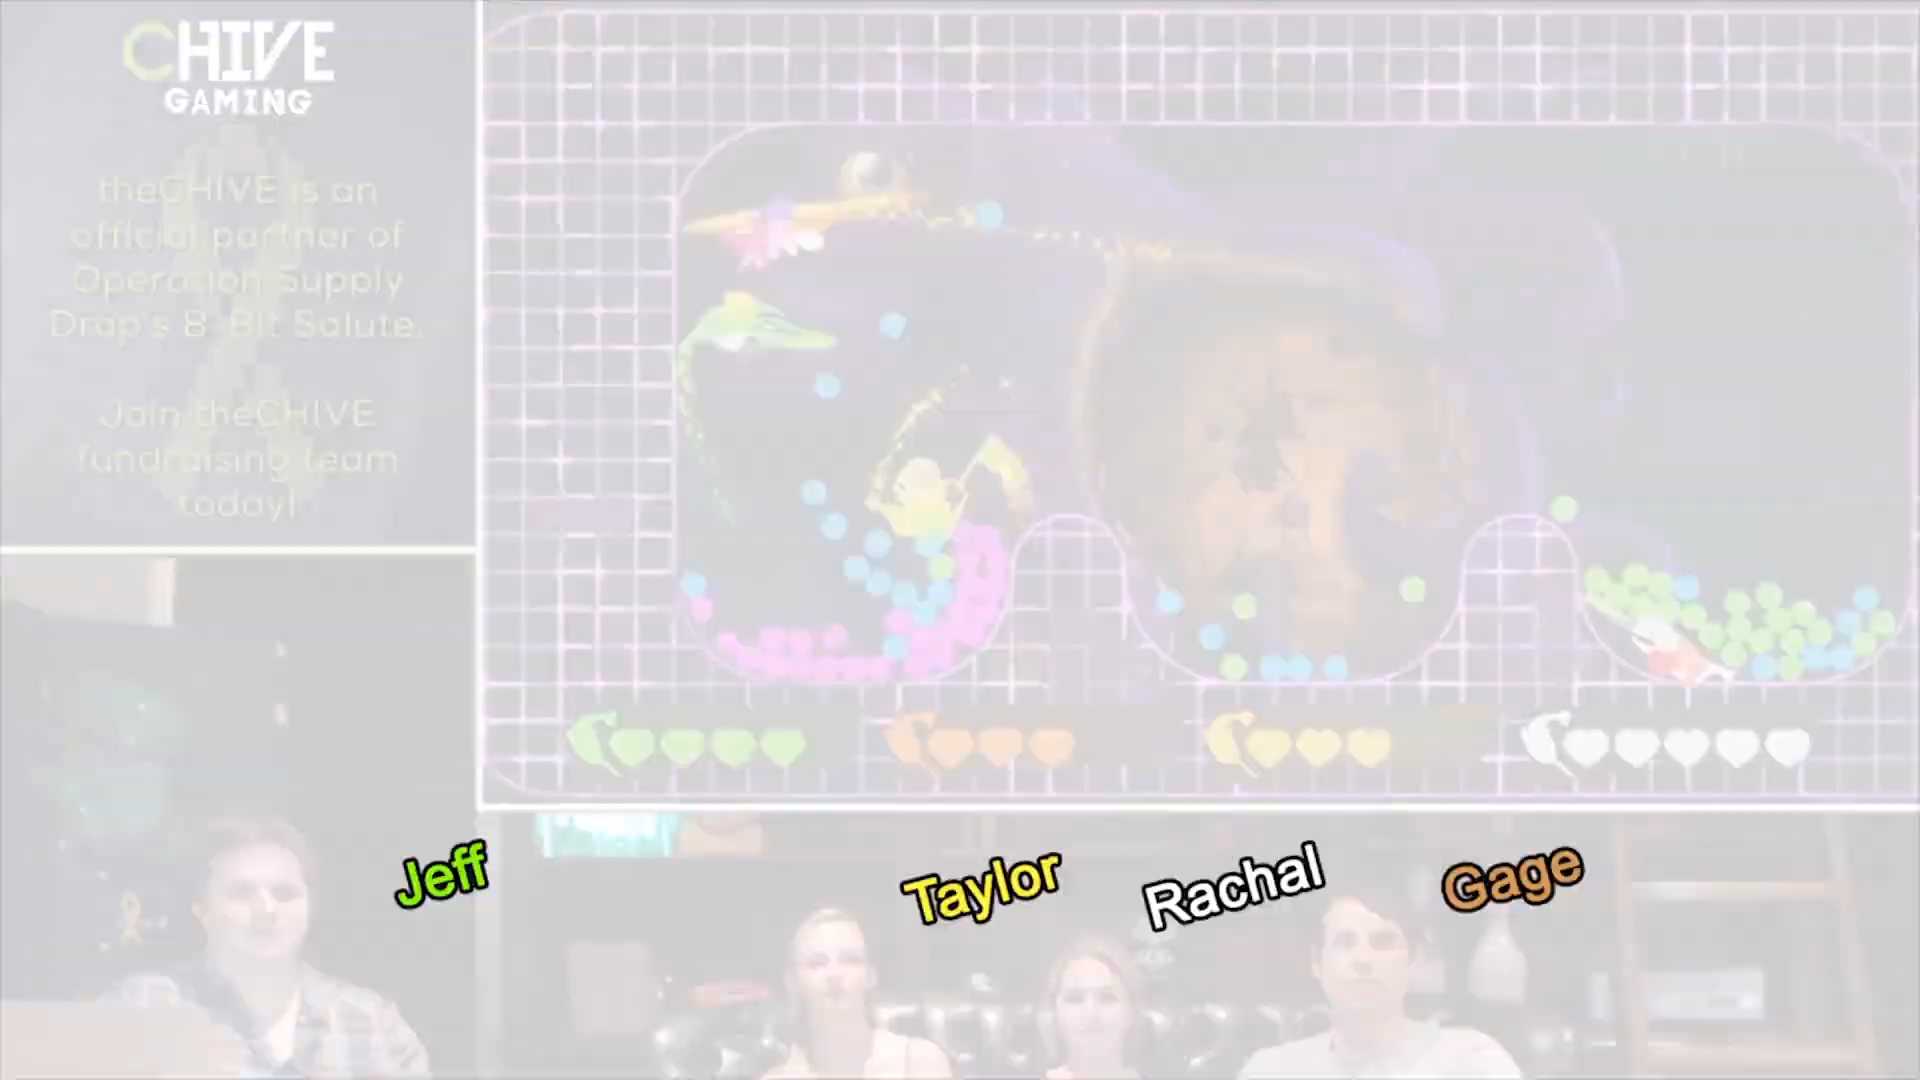 CHIVE
GAMING
theCHIVE is an
official partner of
Operation Supply
Drap's 8-Bit Salute.
Join theCHIVE
fundraising team
today!
Jeff
Taylor
Rachal
Gage